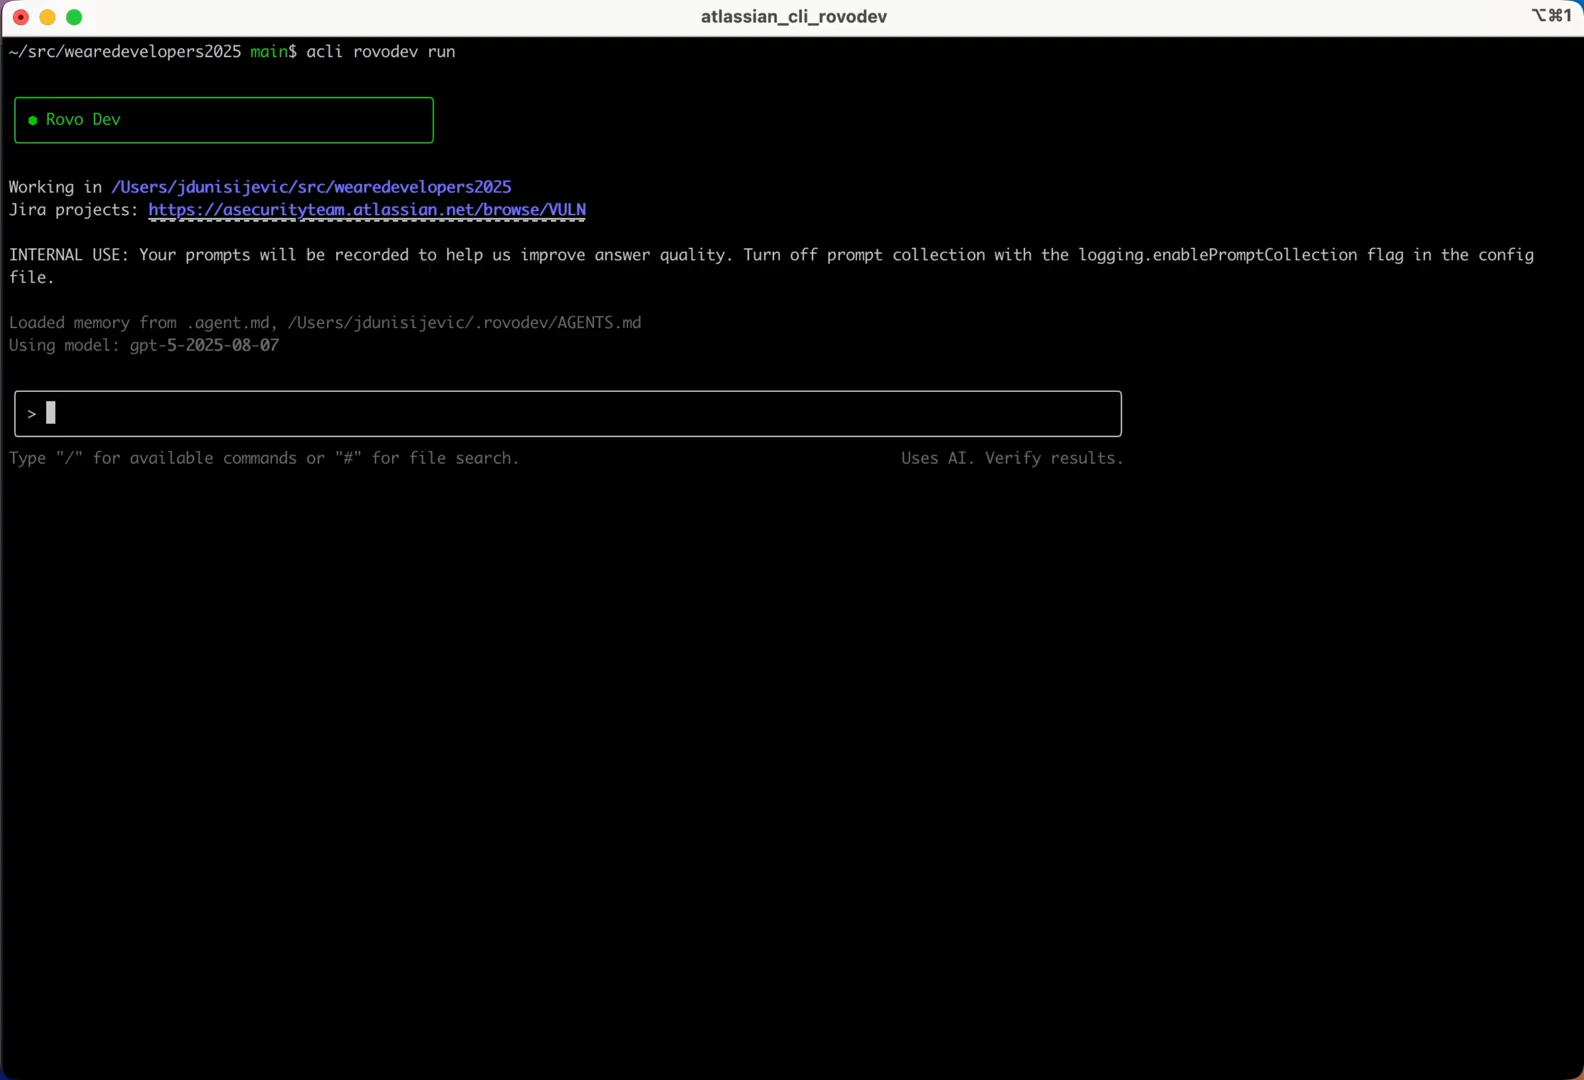 atlassian_cli_rovodev
⌥⌘1
~/src/wearedevelopers2025 main$ acli rovodev run
● Rovo Dev
Working in /Users/jdunisijevic/src/wearedevelopers2025
Jira projects: https://asecurityteam.atlassian.net/browse/VULN
INTERNAL USE: Your prompts will be recorded to help us improve answer quality. Turn off prompt collection with the logging.enablePromptCollection flag in the config
file.
Loaded memory from .agent.md, /Users/jdunisijevic/.rovodev/AGENTS.md
Using model: gpt-5-2025-08-07
>
Type "/" for available commands or "#" for file search. Uses AI. Verify results.